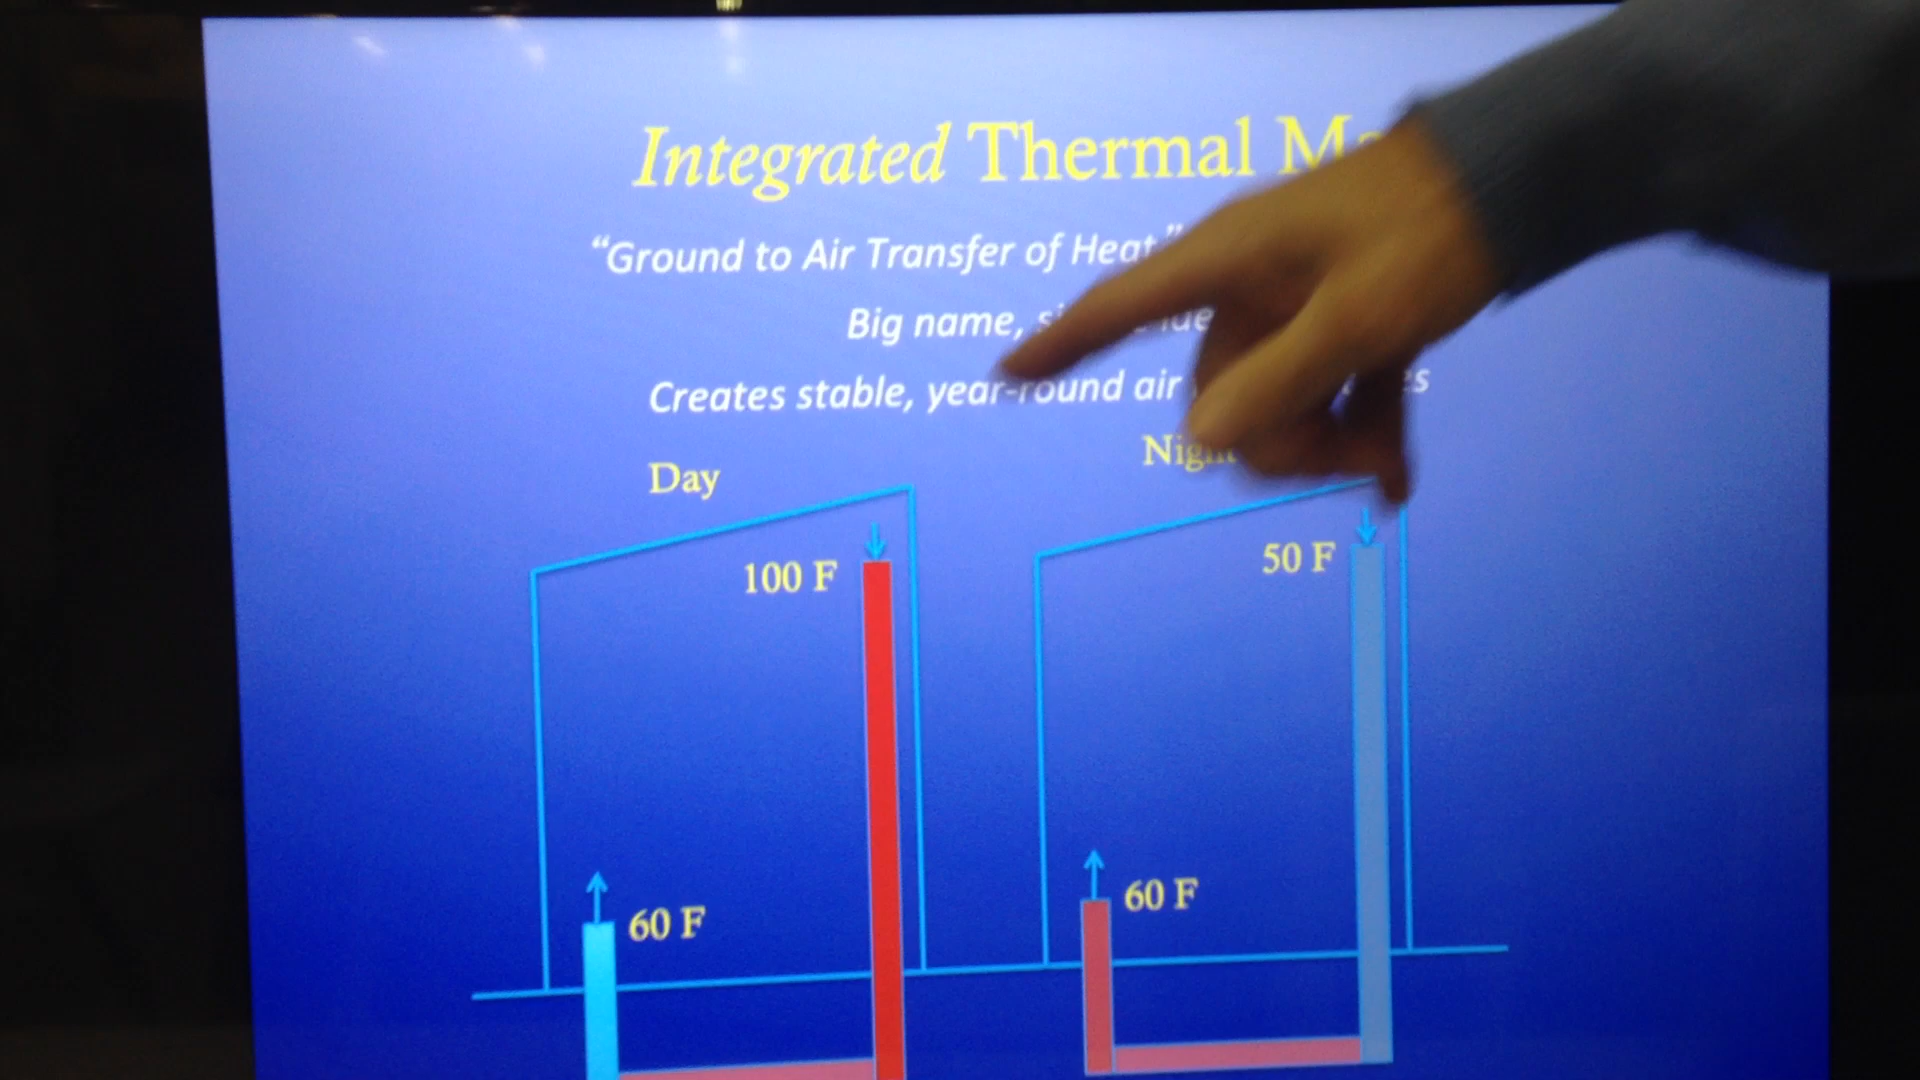 Integrated Thermal
“Ground to Air Transfer of Heat”
Big name,
Creates stable, year-round air
Day
Night
100 F
50 F
60 F
60 F